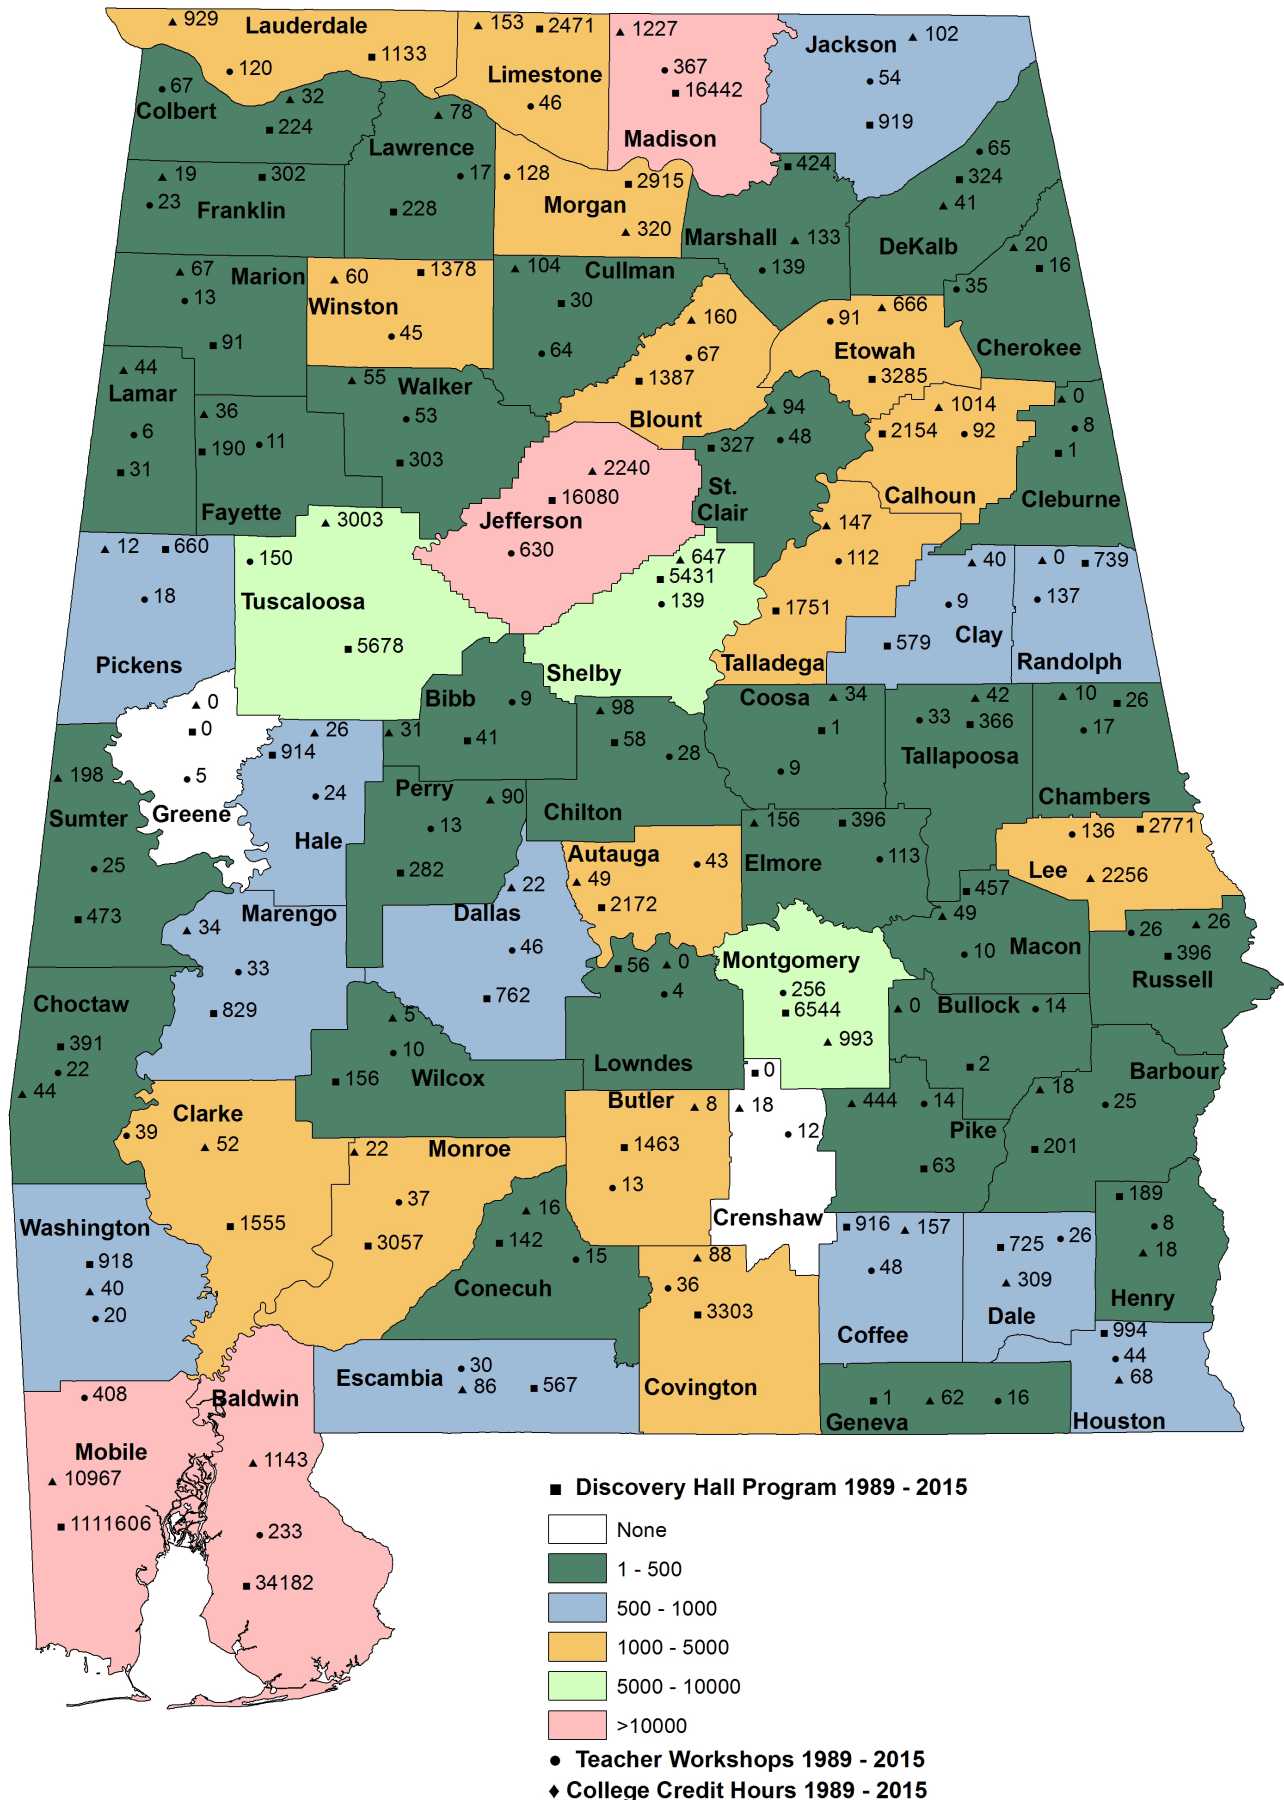 929
Lauderdale
1133
120
153
2471
Limestone
46
1227
367
16442
Madison
Jackson
102
54
919
67
Colbert
32
224
78
Lawrence
17
228
19
302
23
Franklin
128
2915
Morgan
320
424
Marshall
133
139
65
324
41
DeKalb
20
16
35
Cherokee
67
Marion
13
91
60
1378
Winston
45
104
Cullman
30
64
160
67
1387
Blount
666
91
Etowah
3285
44
Lamar
6
31
36
190
11
Fayette
55
Walker
53
303
2240
16080
Jefferson
630
94
48
327
St.
Clair
1014
2154
92
Calhoun
0
8
1
Cleburne
12
660
18
Pickens
3003
150
Tuscaloosa
5678
647
5431
139
Shelby
147
112
1751
Talladega
40
9
579
Clay
0
739
137
Randolph
0
0
5
Greene
26
914
24
Hale
Bibb
9
31
41
98
58
28
Chilton
Coosa
34
1
9
42
33
366
Tallapoosa
10
26
17
Chambers
198
Sumter
25
473
Perry
90
13
282
Autauga
43
49
2172
156
396
Elmore
113
136
2771
Lee
2256
34
Marengo
33
829
22
Dallas
46
762
56
0
4
Lowndes
Montgomery
256
6544
993
457
49
10
Macon
26
26
396
Russell
Choctaw
391
22
44
5
10
156
Wilcox
0
Bullock
14
2
Barbour
18
25
201
Clarke
39
52
1555
22
Monroe
37
3057
Butler
8
1463
13
0
18
12
Crenshaw
444
14
Pike
63
Washington
918
40
20
16
142
15
Conecuh
88
36
3303
Covington
916
157
48
Coffee
26
725
309
Dale
189
8
18
Henry
30
Escambia
86
567
1
62
16
Geneva
994
44
68
Houston
408
Mobile
10967
1111606
Baldwin
1143
233
34182
■ Discovery Hall Program 1989 - 2015
None
1 - 500
500 - 1000
1000 - 5000
5000 - 10000
>10000
● Teacher Workshops 1989 - 2015
♦ College Credit Hours 1989 - 2015